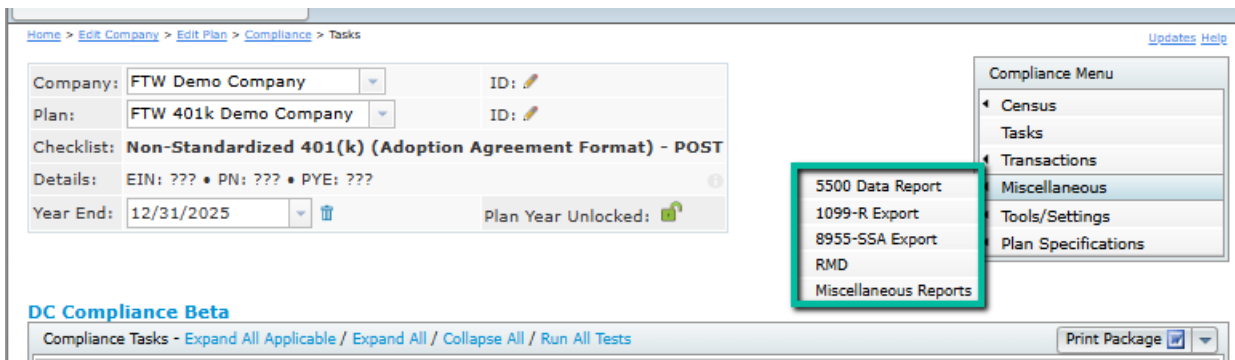 Home > Edit Company > Edit Plan > Compliance > Tasks
Updates Help
Company: FTW Demo Company ID:
Plan: FTW 401k Demo Company ID:
Checklist: Non-Standardized 401(k) (Adoption Agreement Format) - POST
Details: EIN: ??? • PN: ??? • PYE: ???
Year End: 12/31/2025 Plan Year Unlocked:
Compliance Menu
Census
Tasks
Transactions
Miscellaneous
Tools/Settings
Plan Specifications
5500 Data Report
1099-R Export
8955-SSA Export
RMD
Miscellaneous Reports
DC Compliance Beta
Compliance Tasks - Expand All Applicable / Expand All / Collapse All / Run All Tests
Print Package